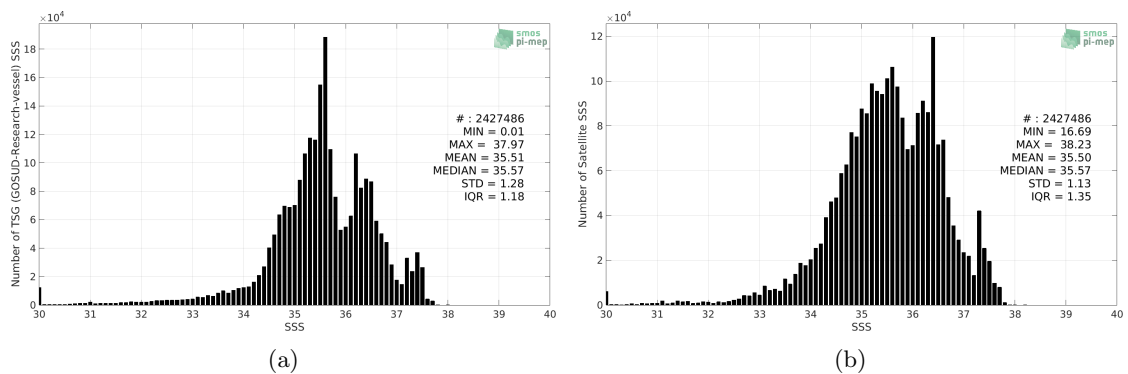 ×10⁴
smos
pi-mep
Number of TSG (GOSUD-Research-vessel) SSS
18
16
14
12
10
8
6
4
2
0
# : 2427486
MIN = 0.01
MAX = 37.97
MEAN = 35.51
MEDIAN = 35.57
STD = 1.28
IQR = 1.18
30 31 32 33 34 35 36 37 38 39 40
SSS
(a)
×10⁴
smos
pi-mep
Number of Satellite SSS
12
10
8
6
4
2
0
# : 2427486
MIN = 16.69
MAX = 38.23
MEAN = 35.50
MEDIAN = 35.57
STD = 1.13
IQR = 1.35
30 31 32 33 34 35 36 37 38 39 40
SSS
(b)